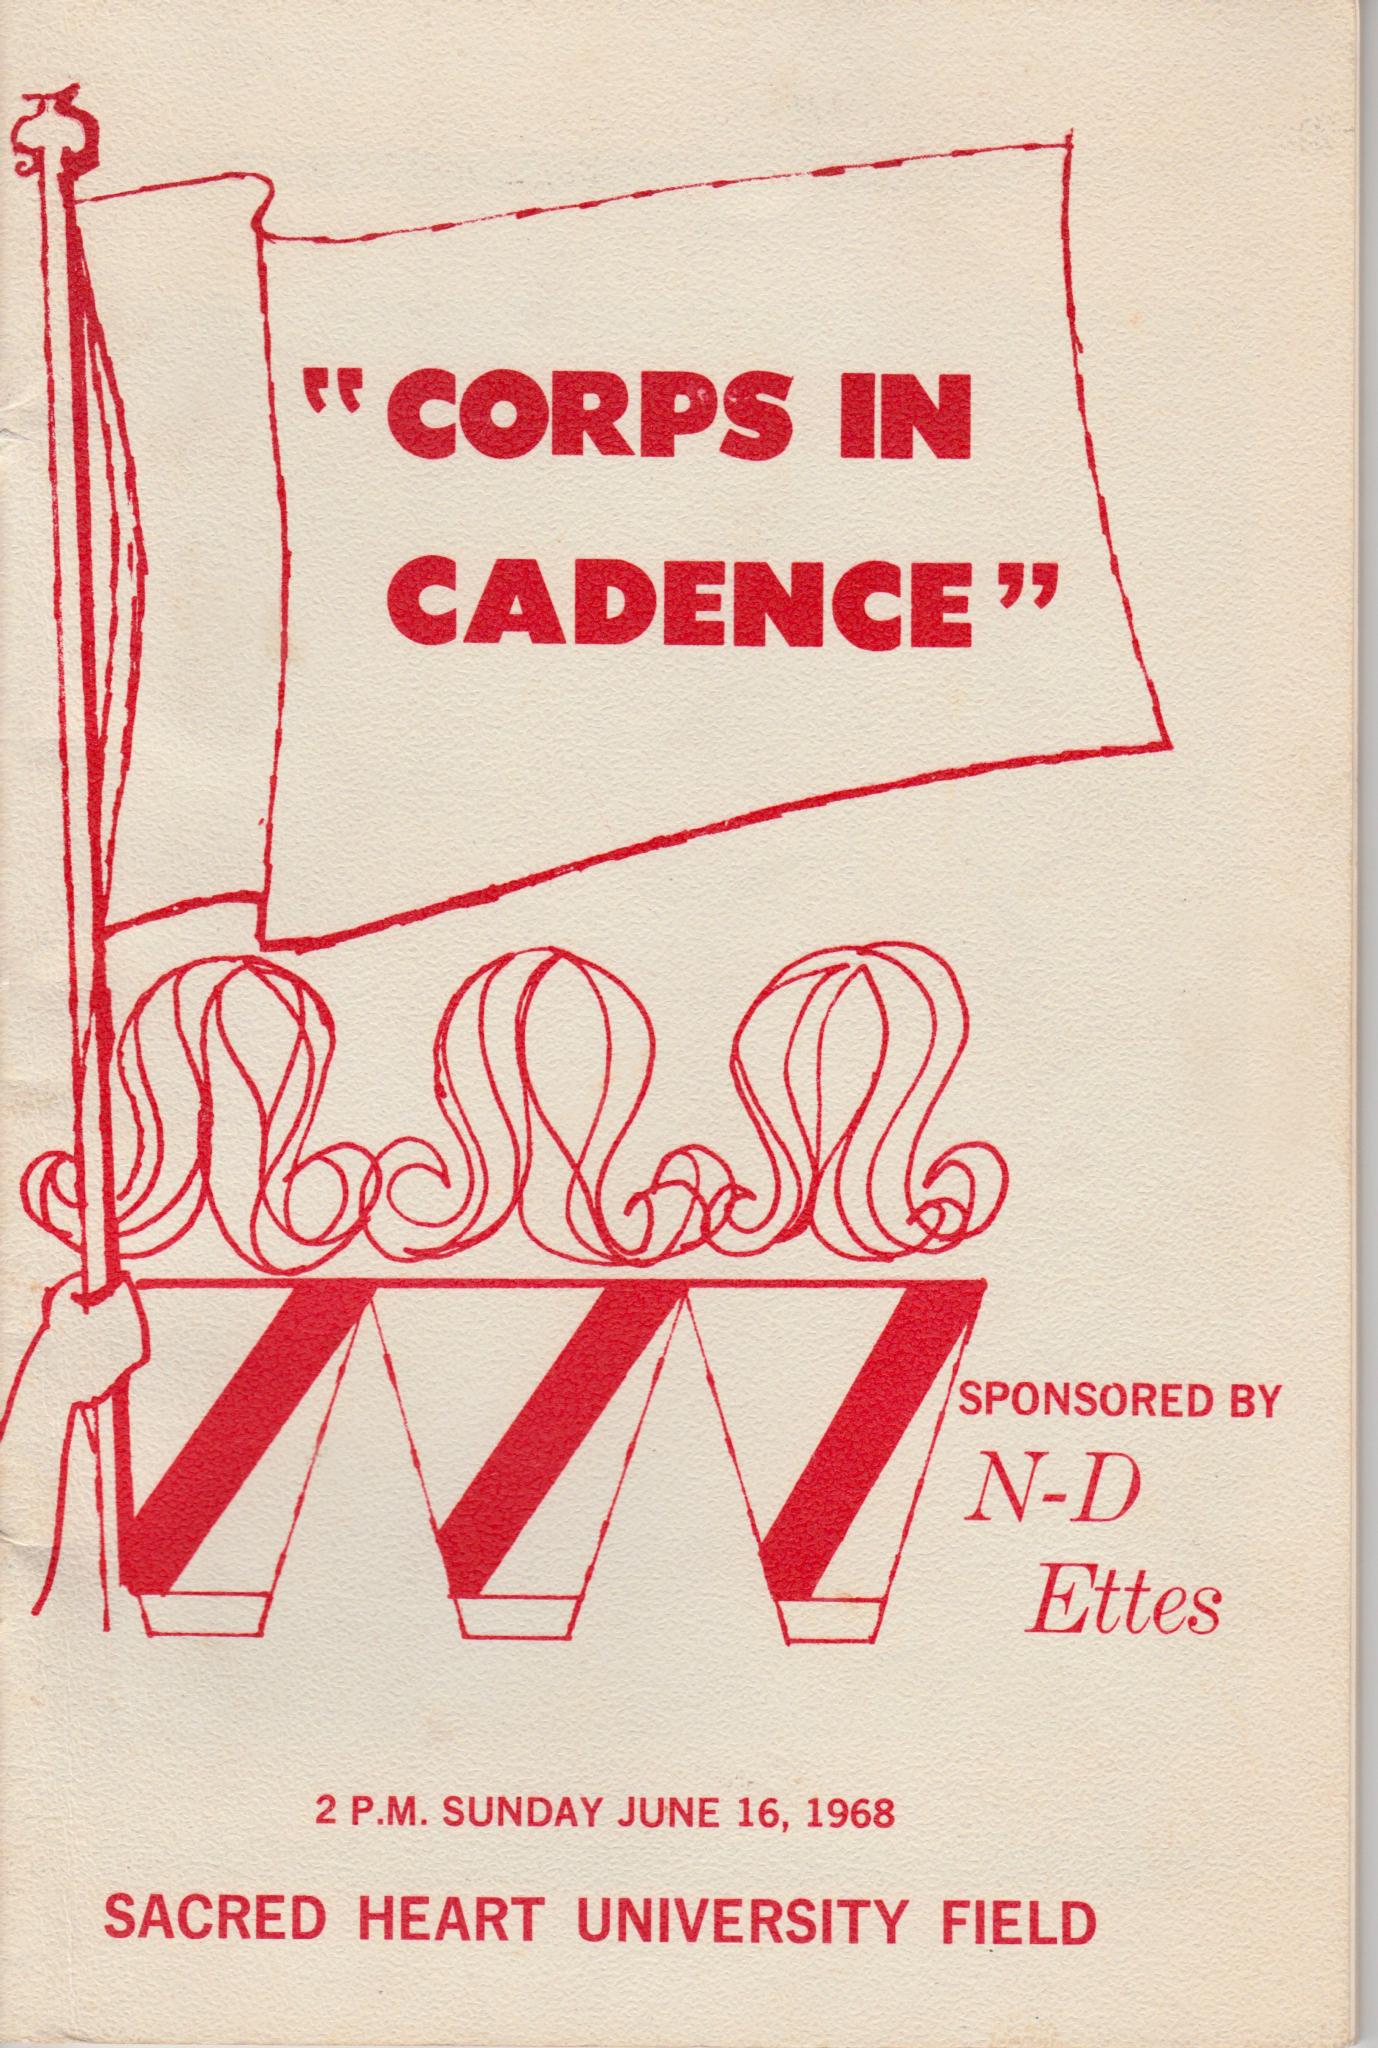 "CORPS IN
CADENCE"
SPONSORED BY
N-D
Ettes
2 P.M. SUNDAY JUNE 16, 1968
SACRED HEART UNIVERSITY FIELD